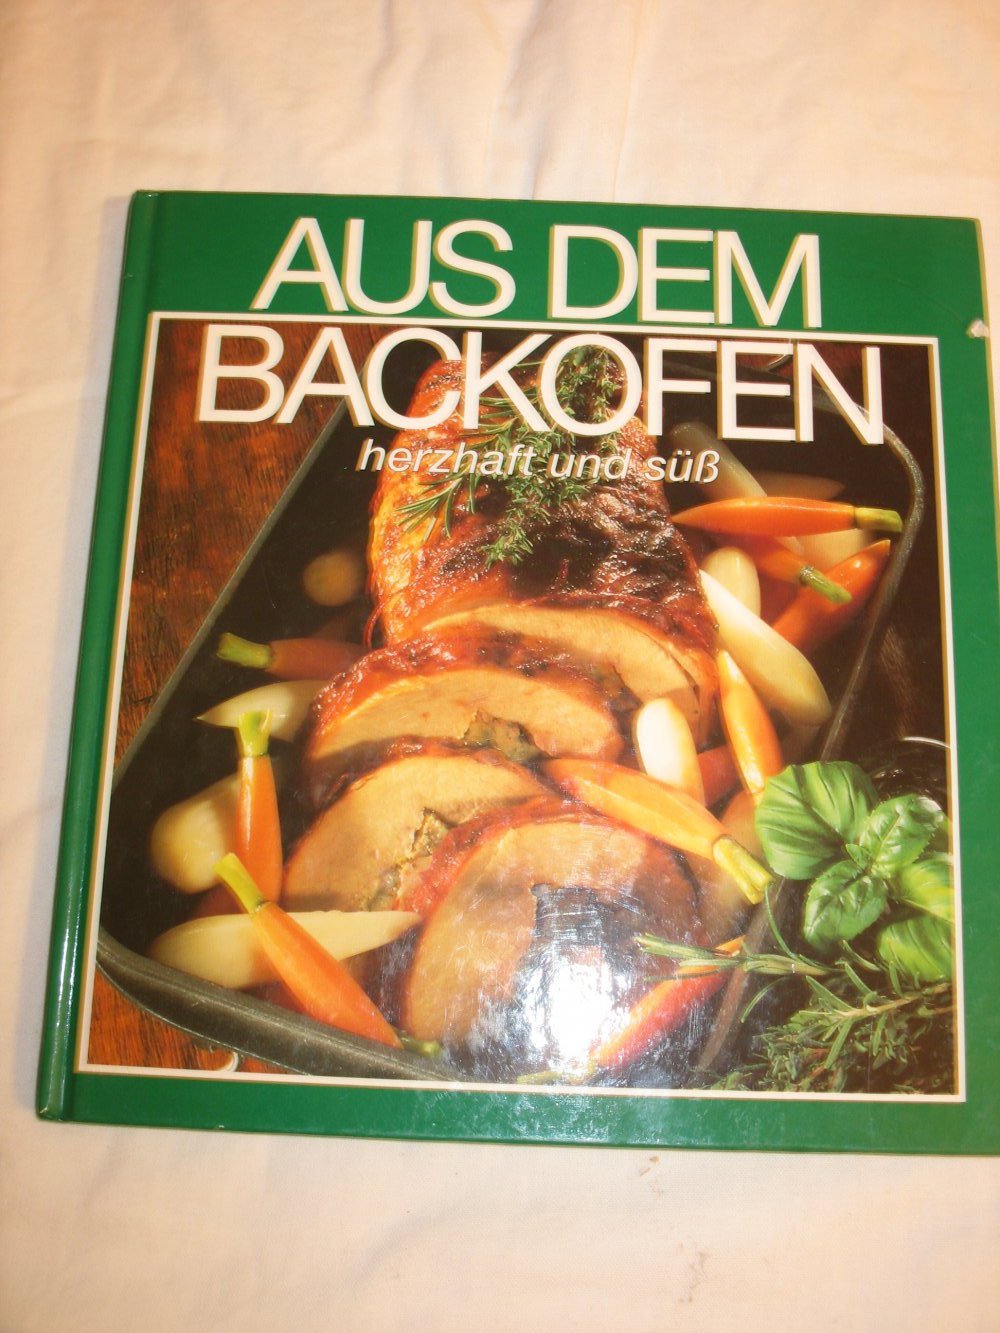 AUS DEM
BACKOFEN
herzhaft und süß